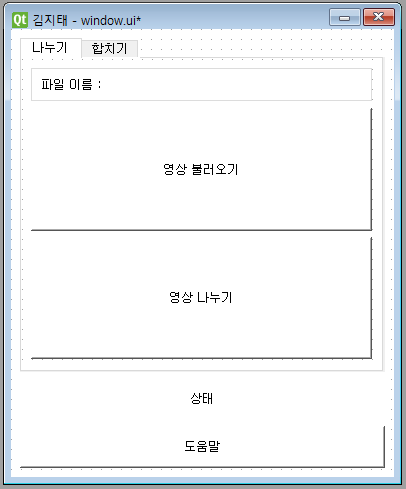 Qt 김지태 - window.ui*
나누기 합치기
파일 이름 :
영상 불러오기
영상 나누기
상태
도움말